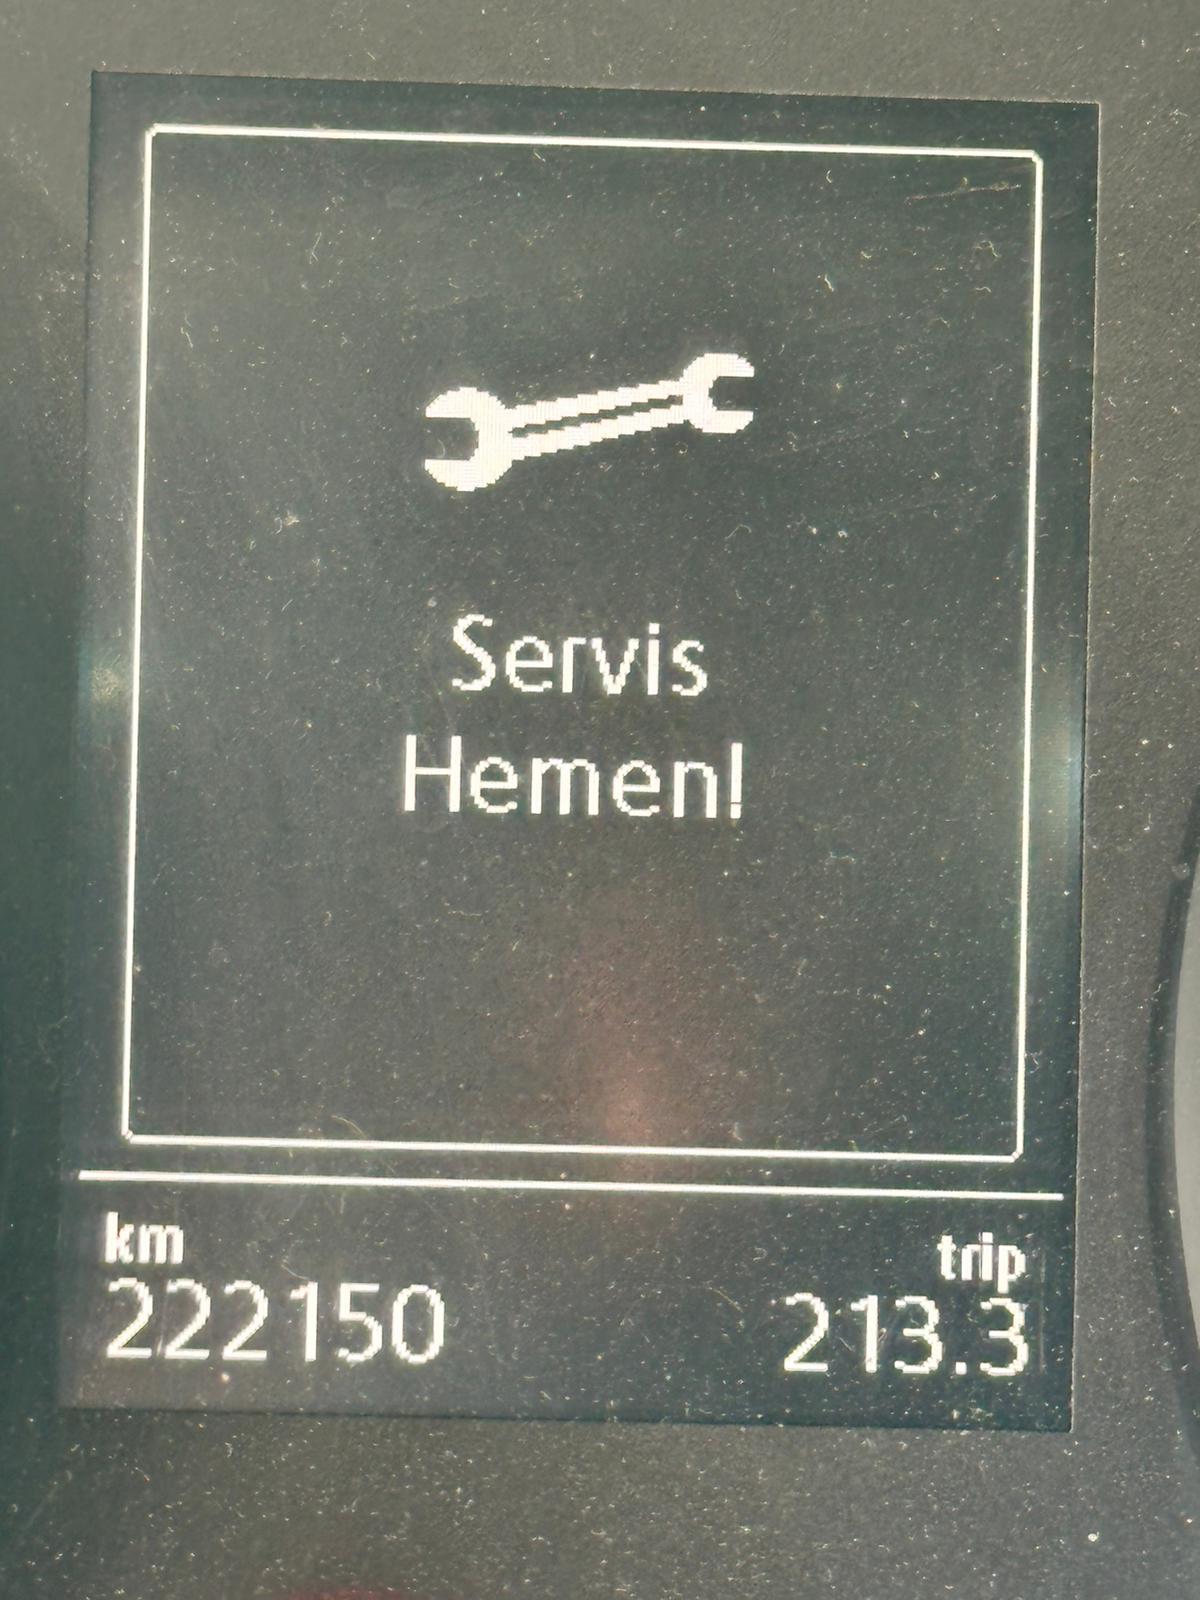 Servis
Hemen!
km trip
222150 213.3